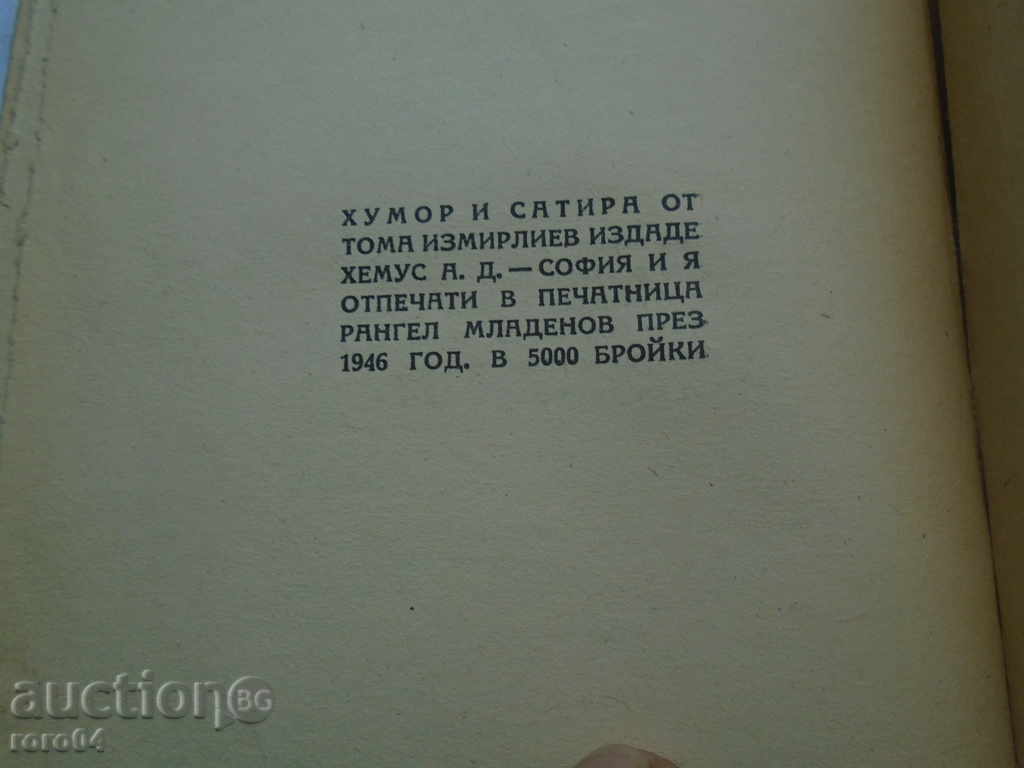 ХУМОР И САТИРА ОТ
ТОМА ИЗМИРЛИЕВ ИЗДАДЕ
ХЕМУС А. Д. — СОФИЯ И Я
ОТПЕЧАТИ В ПЕЧАТНИЦА
РАНГЕЛ МЛАДЕНОВ ПРЕЗ
1946 ГОД. В 5000 БРОЙКИ
auction BG
roro04